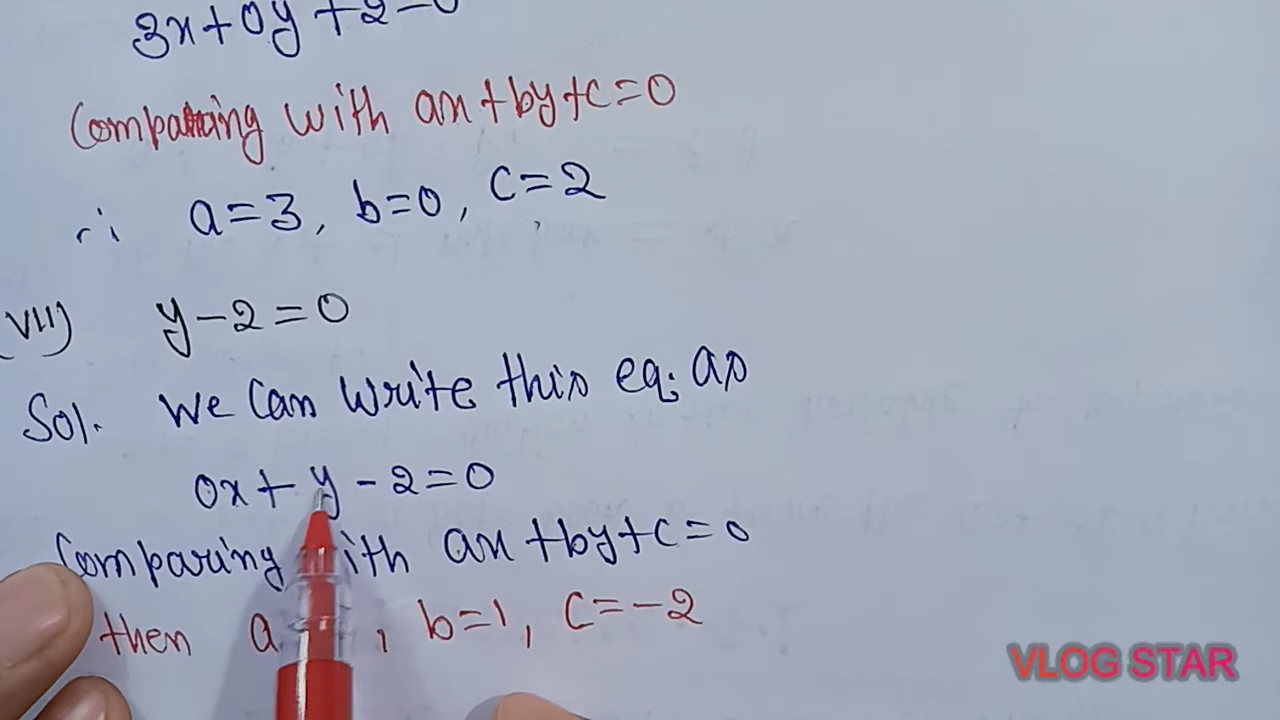 3x+0y+2=0
Comparing with ax+by+c=0
∴ a=3, b=0, c=2
(VII) y-2=0
Sol. We can write this eq. as
0x+y-2=0
Comparing with ax+by+c=0
then a , b=1, c=-2
VLOG STAR